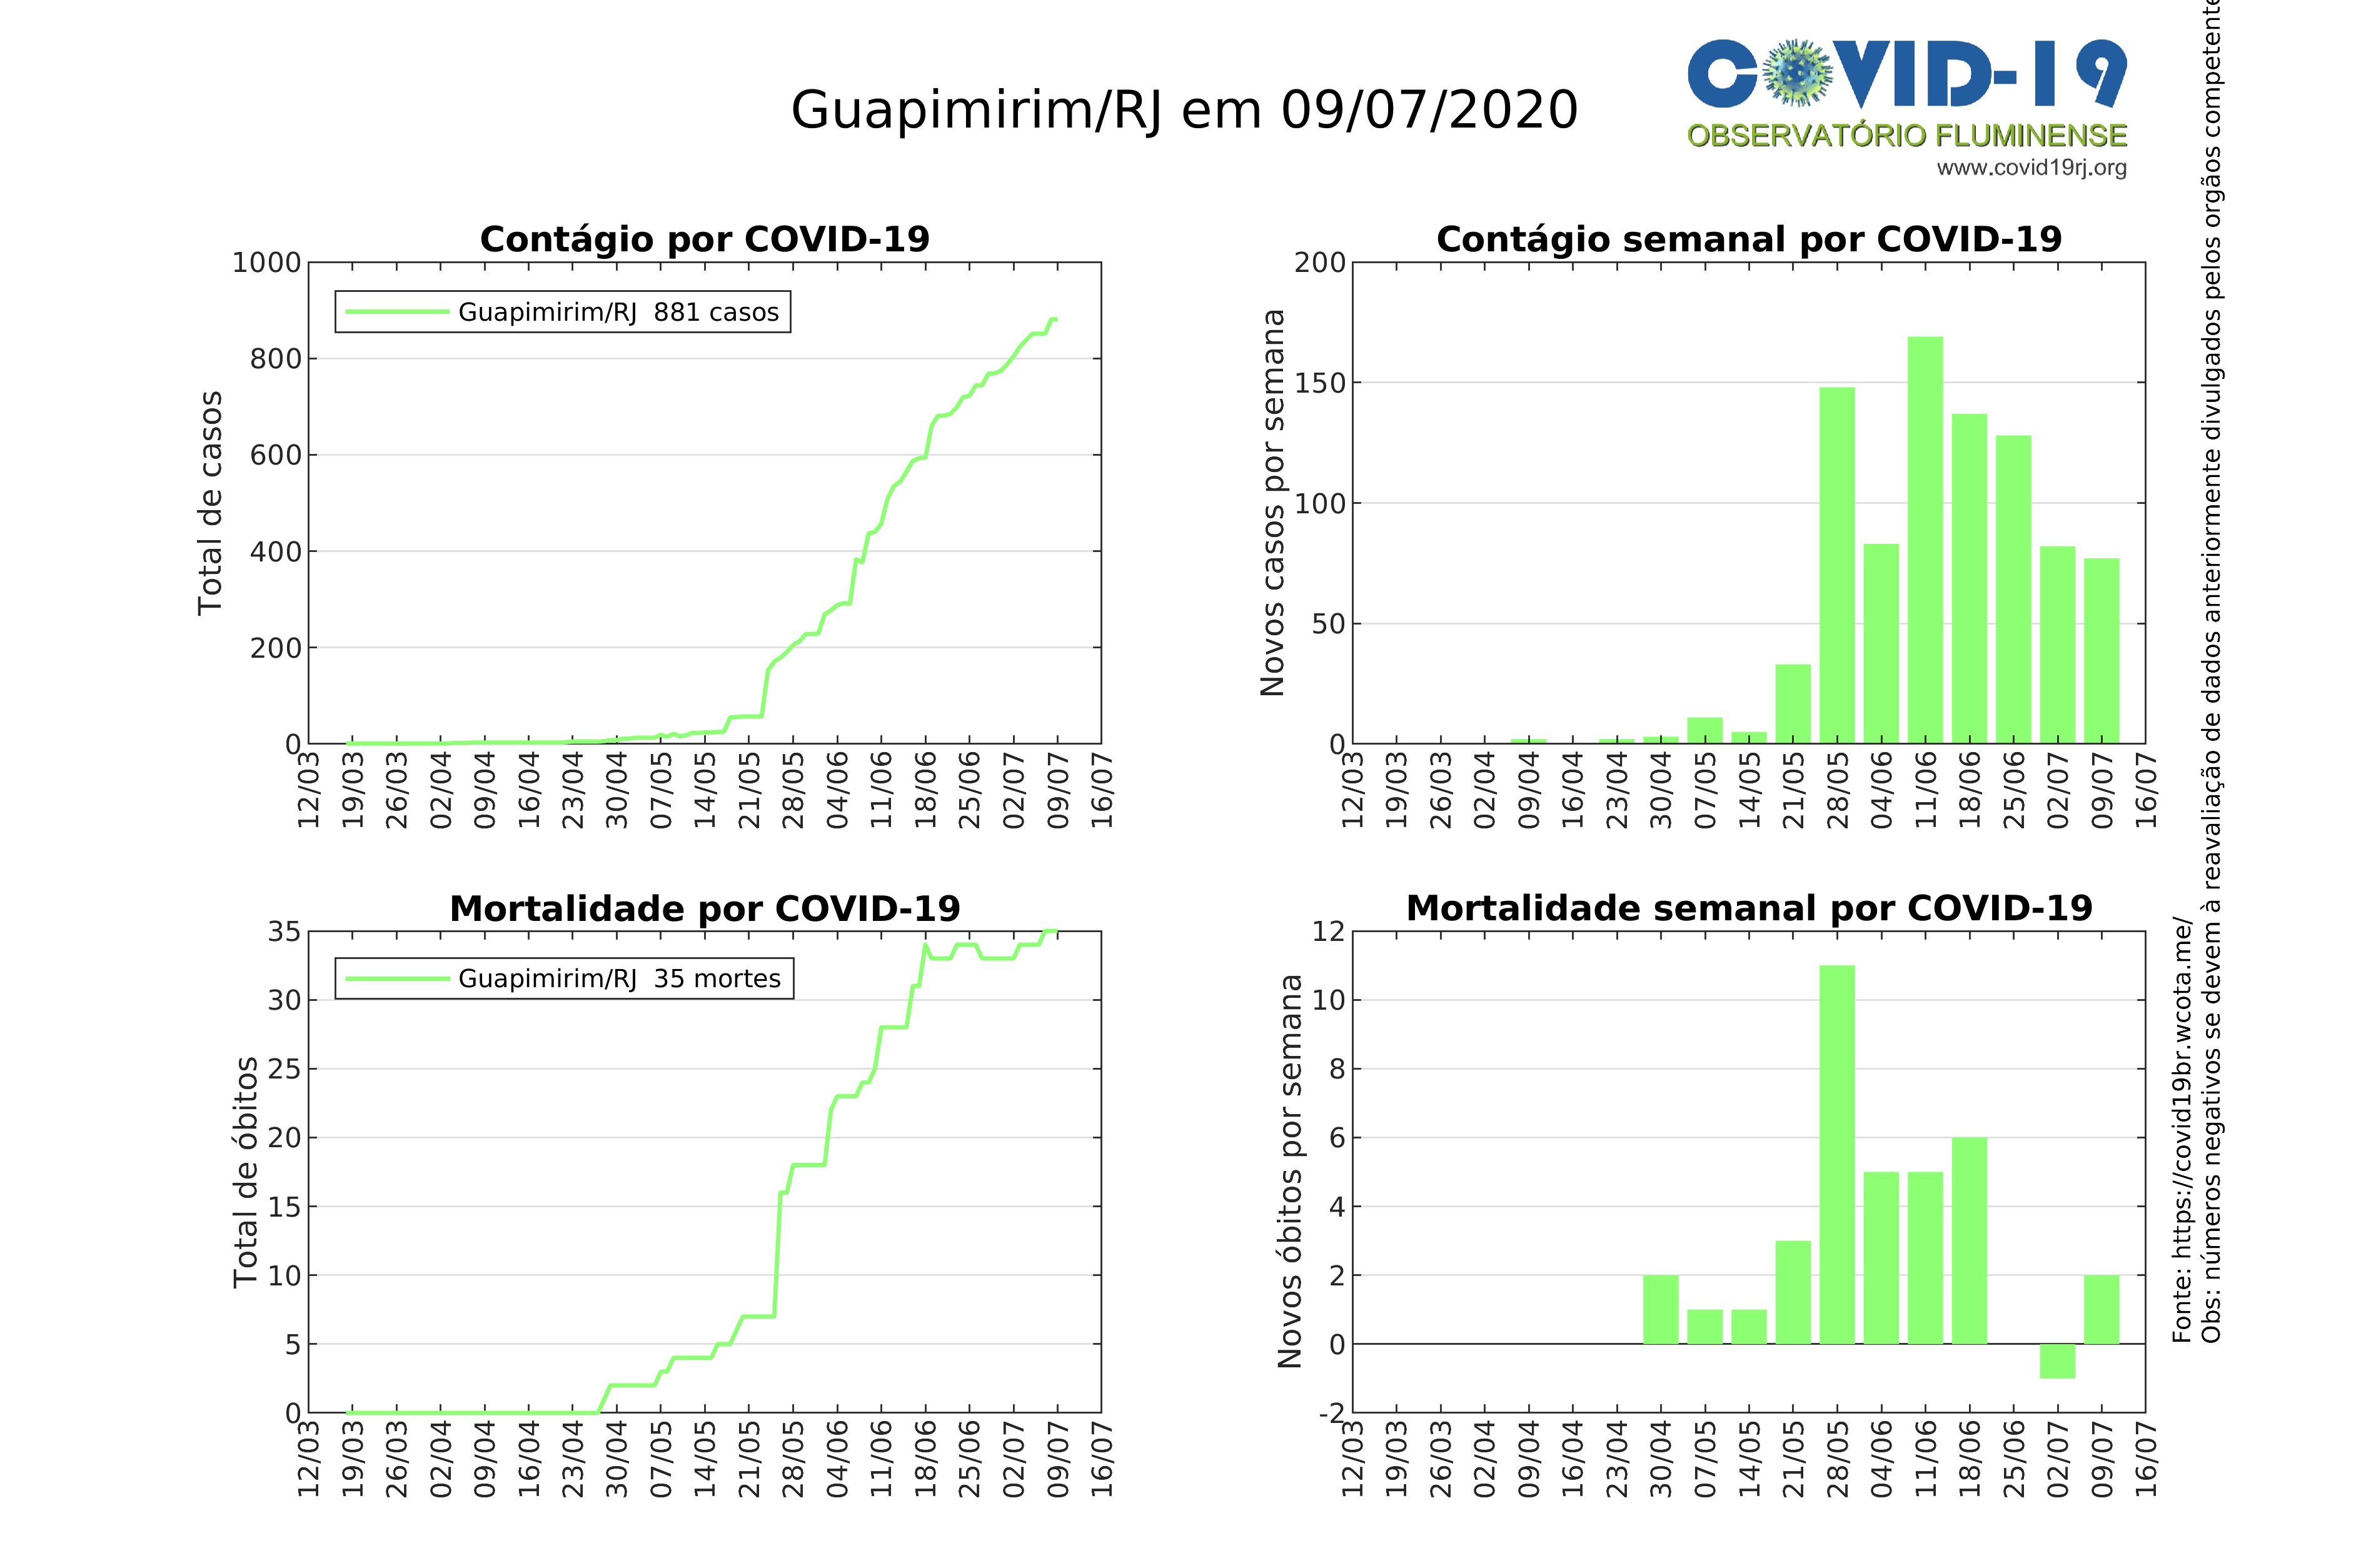 Guapimirim/RJ em 09/07/2020
COVID-19
OBSERVATÓRIO FLUMINENSE
www.covid19rj.org
Contágio por COVID-19
Total de casos
1000
800
600
400
200
0
Guapimirim/RJ 881 casos
12/03 19/03 26/03 02/04 09/04 16/04 23/04 30/04 07/05 14/05 21/05 28/05 04/06 11/06 18/06 25/06 02/07 09/07 16/07
Contágio semanal por COVID-19
Novos casos por semana
200
150
100
50
0
12/03 19/03 26/03 02/04 09/04 16/04 23/04 30/04 07/05 14/05 21/05 28/05 04/06 11/06 18/06 25/06 02/07 09/07 16/07
Mortalidade por COVID-19
Total de óbitos
35
30
25
20
15
10
5
0
Guapimirim/RJ 35 mortes
12/03 19/03 26/03 02/04 09/04 16/04 23/04 30/04 07/05 14/05 21/05 28/05 04/06 11/06 18/06 25/06 02/07 09/07 16/07
Mortalidade semanal por COVID-19
Novos óbitos por semana
12
10
8
6
4
2
0
-2
12/03 19/03 26/03 02/04 09/04 16/04 23/04 30/04 07/05 14/05 21/05 28/05 04/06 11/06 18/06 25/06 02/07 09/07 16/07
Fonte: https://covid19br.wcota.me/
Obs: números negativos se devem à reavaliação de dados anteriormente divulgados pelos orgãos competente